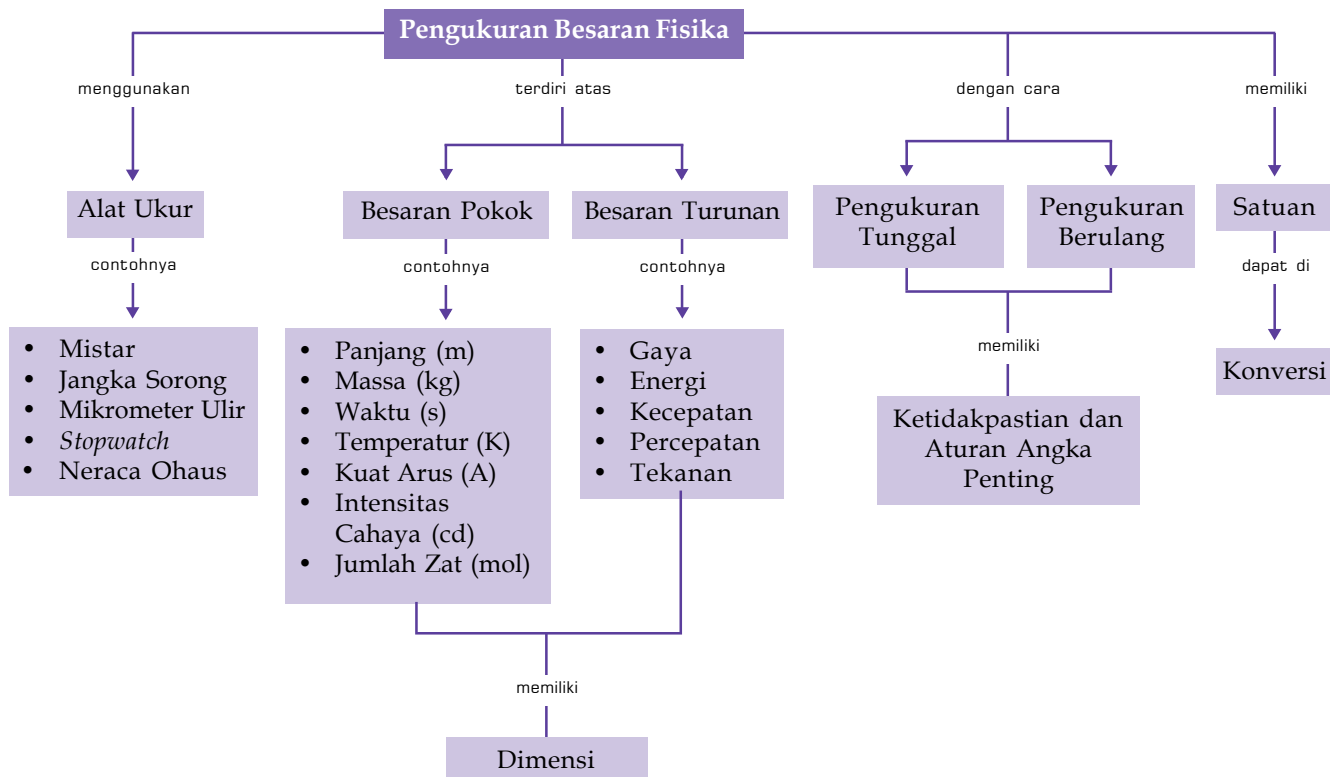 Pengukuran Besaran Fisika
menggunakan
terdiri atas
dengan cara
memiliki
Alat Ukur
Besaran Pokok
Besaran Turunan
Pengukuran
Tunggal
Pengukuran
Berulang
Satuan
contohnya
contohnya
contohnya
dapat di
• Mistar
• Jangka Sorong
• Mikrometer Ulir
• Stopwatch
• Neraca Ohaus
• Panjang (m)
• Massa (kg)
• Waktu (s)
• Temperatur (K)
• Kuat Arus (A)
• Intensitas
Cahaya (cd)
• Jumlah Zat (mol)
• Gaya
• Energi
• Kecepatan
• Percepatan
• Tekanan
memiliki
Konversi
Ketidakpastian dan
Aturan Angka
Penting
memiliki
Dimensi